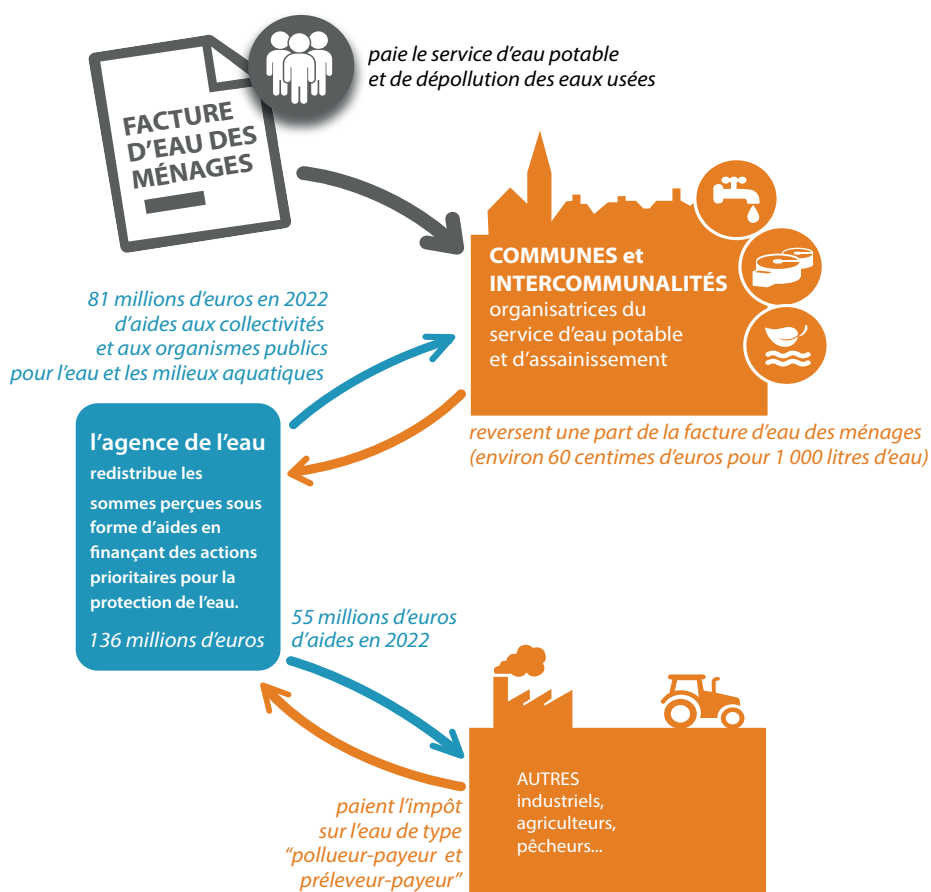 paie le service d'eau potable
et de dépollution des eaux usées
FACTURE
D'EAU DES
MÉNAGES
COMMUNES et
INTERCOMMUNALITÉS
organisatrices du
service d'eau potable
et d'assainissement
81 millions d'euros en 2022
d'aides aux collectivités
et aux organismes publics
pour l'eau et les milieux aquatiques
reversent une part de la facture d'eau des ménages
(environ 60 centimes d'euros pour 1 000 litres d'eau)
l'agence de l'eau
redistribue les
sommes perçues sous
forme d'aides en
finançant des actions
prioritaires pour la
protection de l'eau.
136 millions d'euros
55 millions d'euros
d'aides en 2022
AUTRES
industriels,
agriculteurs,
pêcheurs...
paient l'impôt
sur l'eau de type
“pollueur-payeur et
préleveur-payeur”